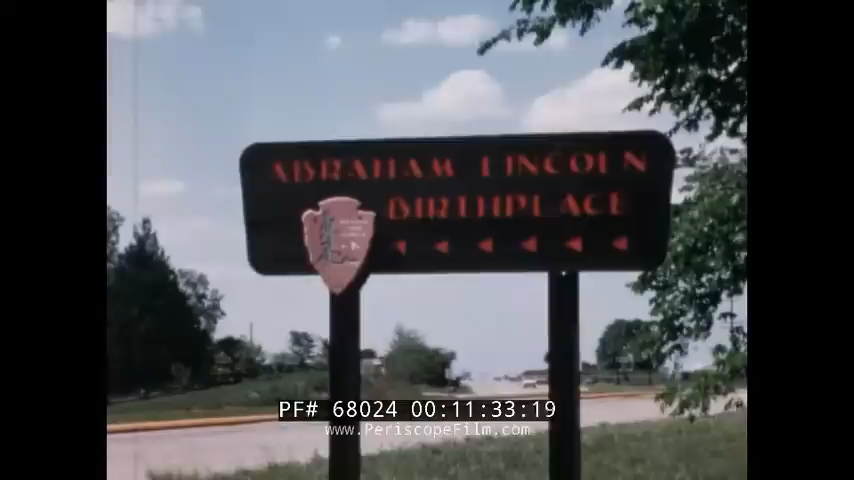 ABRAHAM LINCOLN
BIRTHPLACE
PF# 68024 00:11:33:19
www.PeriscopeFilm.com